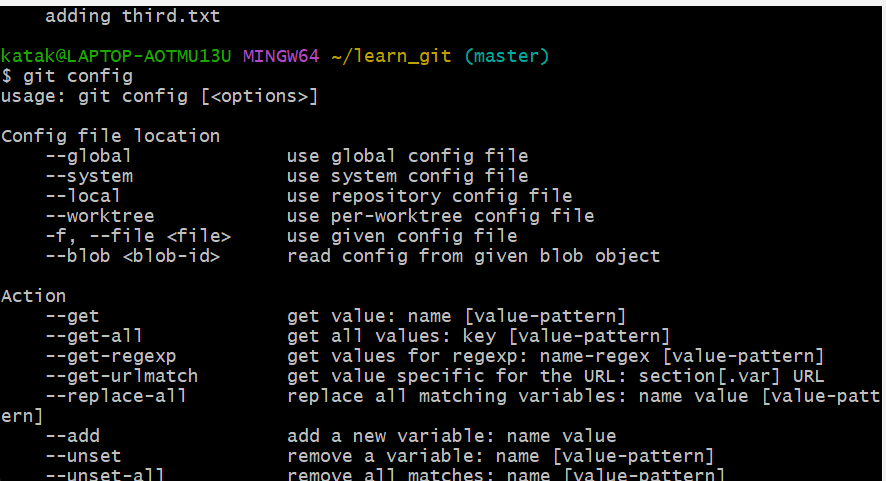 adding third.txt
katak@LAPTOP-AOTMU13U MINGW64 ~/learn_git (master)
$ git config
usage: git config [<options>]
Config file location
--global use global config file
--system use system config file
--local use repository config file
--worktree use per-worktree config file
-f, --file <file> use given config file
--blob <blob-id> read config from given blob object
Action
--get get value: name [value-pattern]
--get-all get all values: key [value-pattern]
--get-regexp get values for regexp: name-regex [value-pattern]
--get-urlmatch get value specific for the URL: section[.var] URL
--replace-all replace all matching variables: name value [value-patt
ern]
--add add a new variable: name value
--unset remove a variable: name [value-pattern]
--unset-all remove all matches: name [value-pattern]